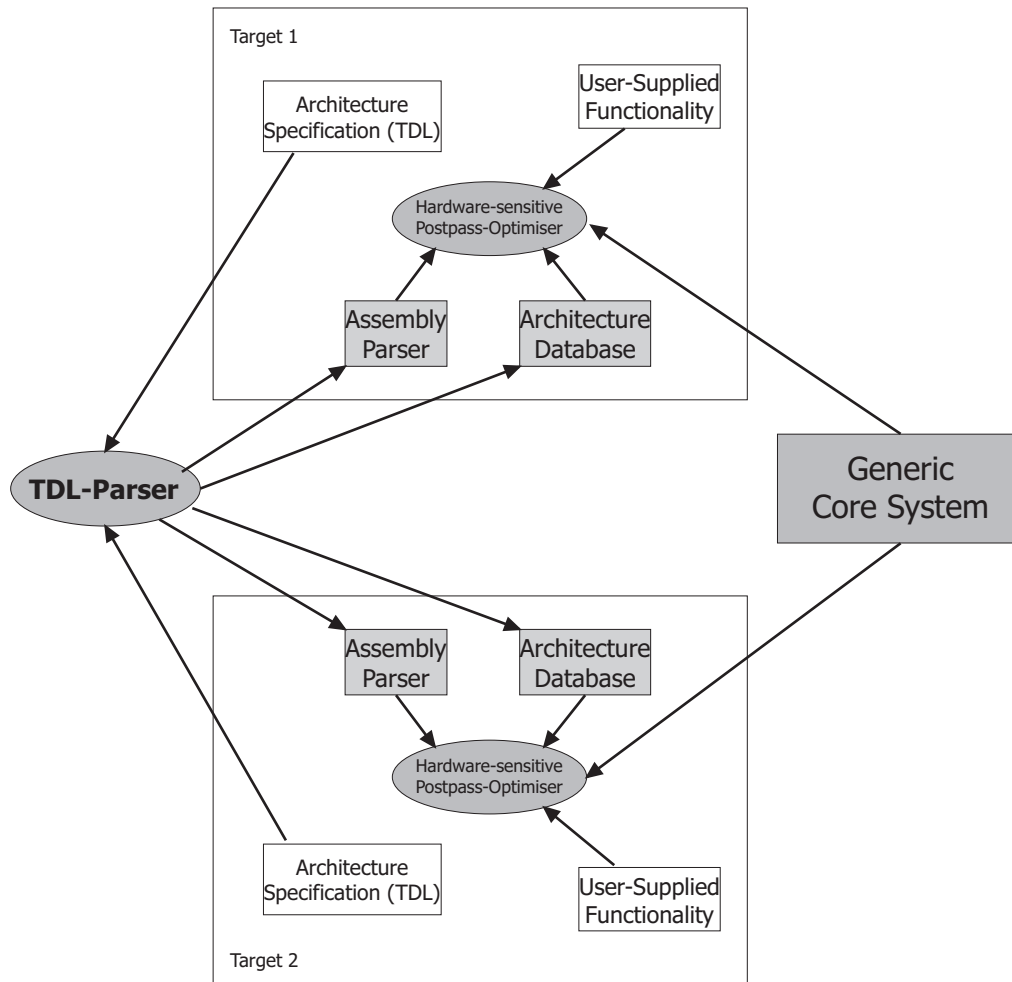 Target 1
User-Supplied
Functionality
Architecture
Specification (TDL)
Hardware-sensitive
Postpass-Optimiser
Assembly
Parser
Architecture
Database
TDL-Parser
Generic
Core System
Assembly
Parser
Architecture
Database
Hardware-sensitive
Postpass-Optimiser
Architecture
Specification (TDL)
User-Supplied
Functionality
Target 2